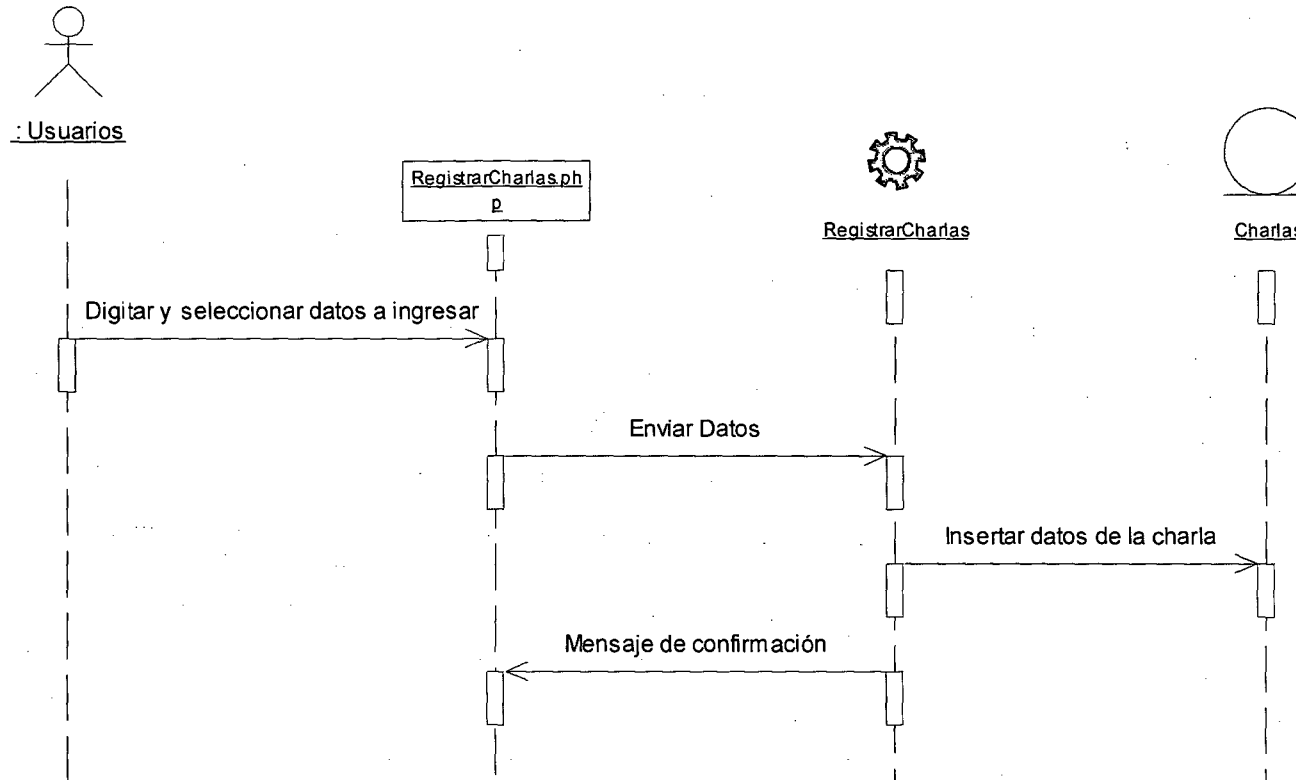 : Usuarios
RegistrarCharlas.ph
p
RegistrarCharlas
Charlas
Digitar y seleccionar datos a ingresar
Enviar Datos
Insertar datos de la charla
Mensaje de confirmación